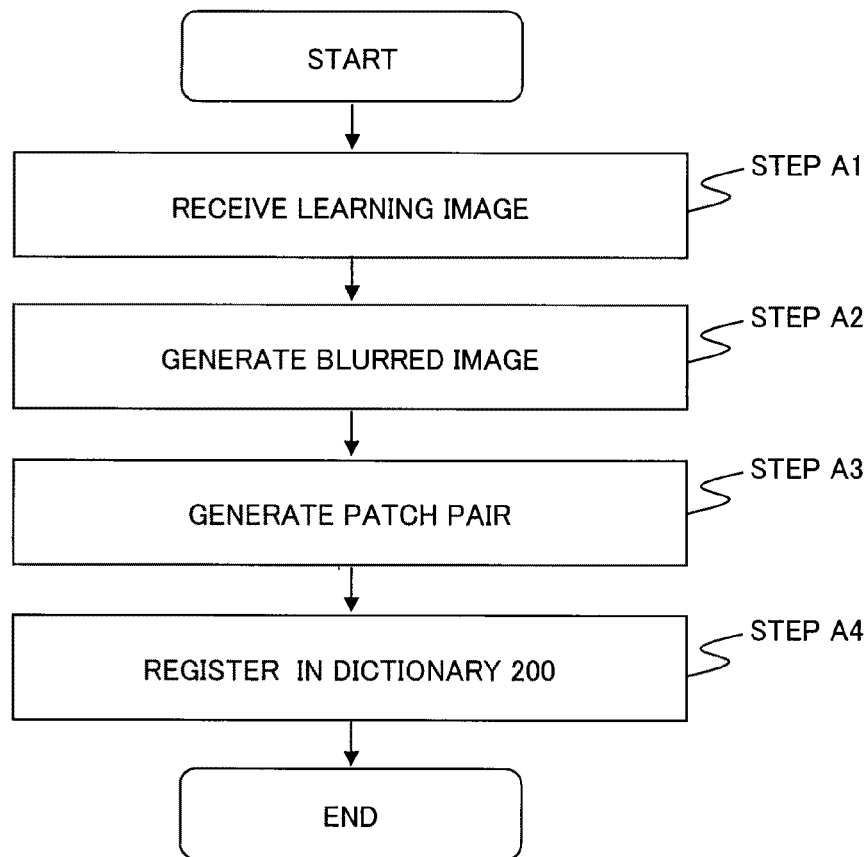 START
STEP A1
RECEIVE LEARNING IMAGE
STEP A2
GENERATE BLURRED IMAGE
STEP A3
GENERATE PATCH PAIR
STEP A4
REGISTER IN DICTIONARY 200
END